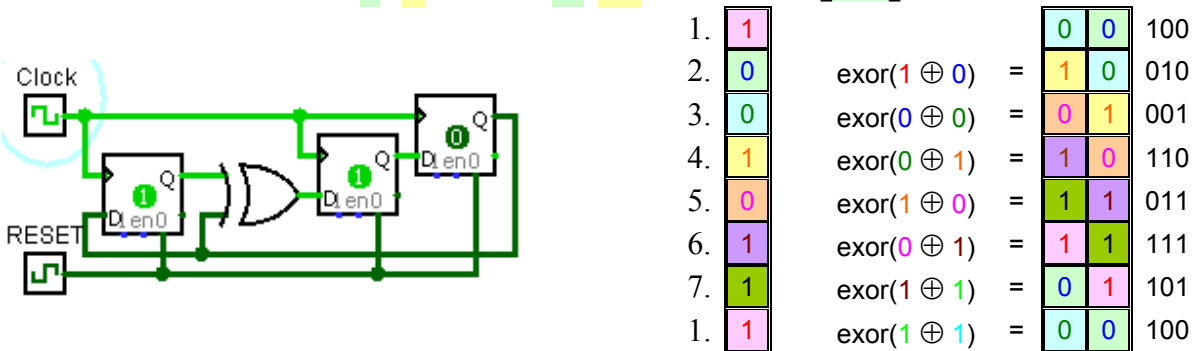 Clock
RESET
Q
D1 en0
1
Q
D1 en0
1
Q
D1 en0
0
1. 1 0 0 100
2. 0 exor(1 ⊕ 0) = 1 0 010
3. 0 exor(0 ⊕ 0) = 0 1 001
4. 1 exor(0 ⊕ 1) = 1 0 110
5. 0 exor(1 ⊕ 0) = 1 1 011
6. 1 exor(0 ⊕ 1) = 1 1 111
7. 1 exor(1 ⊕ 1) = 0 1 101
1. 1 exor(1 ⊕ 1) = 0 0 100